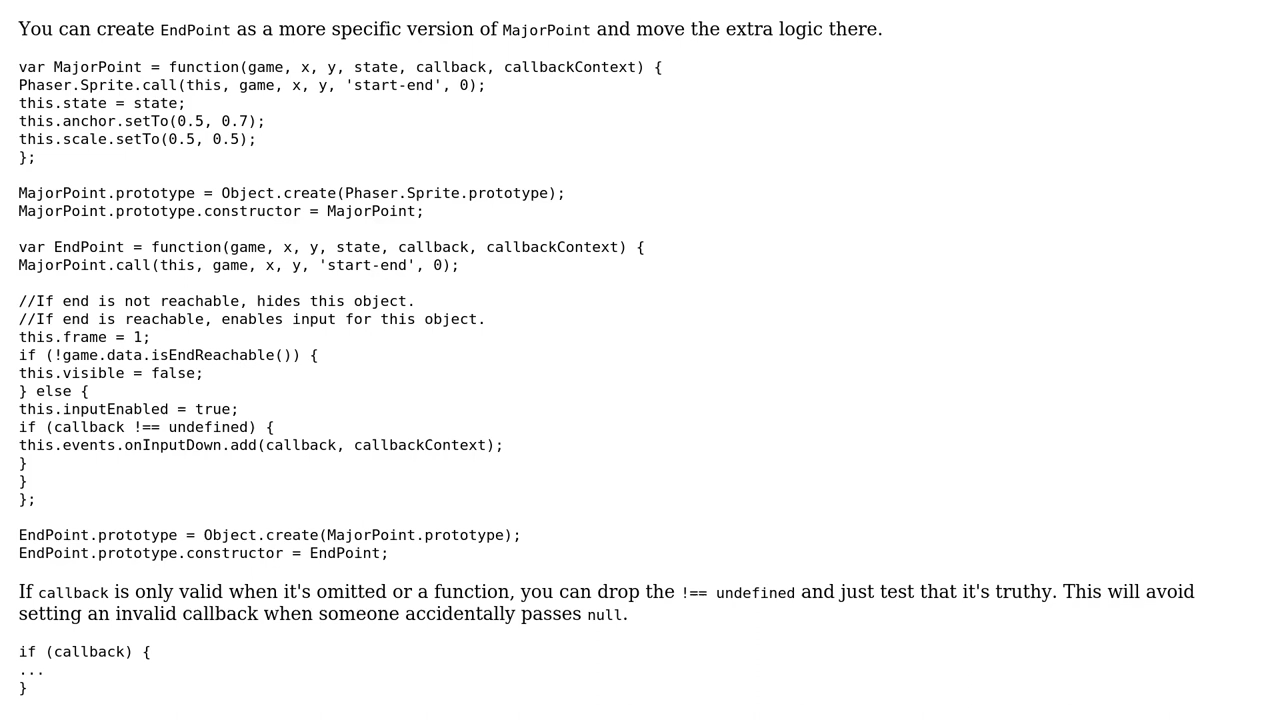 You can create EndPoint as a more specific version of MajorPoint and move the extra logic there.
var MajorPoint = function(game, x, y, state, callback, callbackContext) {
Phaser.Sprite.call(this, game, x, y, 'start-end', 0);
this.state = state;
this.anchor.setTo(0.5, 0.7);
this.scale.setTo(0.5, 0.5);
};
MajorPoint.prototype = Object.create(Phaser.Sprite.prototype);
MajorPoint.prototype.constructor = MajorPoint;
var EndPoint = function(game, x, y, state, callback, callbackContext) {
MajorPoint.call(this, game, x, y, 'start-end', 0);
//If end is not reachable, hides this object.
//If end is reachable, enables input for this object.
this.frame = 1;
if (!game.data.isEndReachable()) {
this.visible = false;
} else {
this.inputEnabled = true;
if (callback !== undefined) {
this.events.onInputDown.add(callback, callbackContext);
}
}
};
EndPoint.prototype = Object.create(MajorPoint.prototype);
EndPoint.prototype.constructor = EndPoint;
If callback is only valid when it's omitted or a function, you can drop the !== undefined and just test that it's truthy. This will avoid
setting an invalid callback when someone accidentally passes null.
if (callback) {
...
}